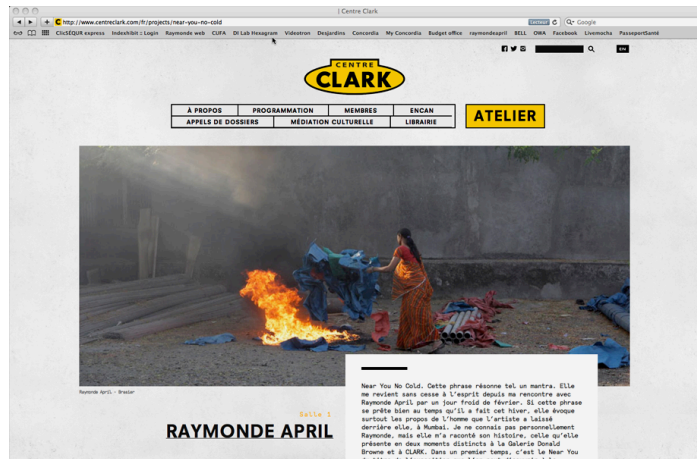 | Centre Clark
http://www.centreclark.com/fr/projects/near-you-no-cold
Lecteur
Google
ClicSÉQUR express Indexhibit :: Login Raymonde web CUFA DI Lab Hexagram Videotron Desjardins Concordia My Concordia Budget office raymondeapril BELL OWA Facebook Livemocha PasseportSanté
EN
CENTRE
CLARK
À PROPOS PROGRAMMATION MEMBRES ENCAN
APPELS DE DOSSIERS MÉDIATION CULTURELLE LIBRAIRIE
ATELIER
Raymonde April - Brasier
Salle 1
RAYMONDE APRIL
Near You No Cold. Cette phrase résonne tel un mantra. Elle
me revient sans cesse à l'esprit depuis ma rencontre avec
Raymonde April par un jour froid de février. Si cette phrase
se prête bien au temps qu'il a fait cet hiver, elle évoque
surtout les propos de l'homme que l'artiste a laissé
derrière elle, à Mumbai. Je ne connais pas personnellement
Raymonde, mais elle m'a raconté son histoire, celle qu'elle
présente en deux moments distincts à la Galerie Donald
Browne et à CLARK. Dans un premier temps, c'est le Near You